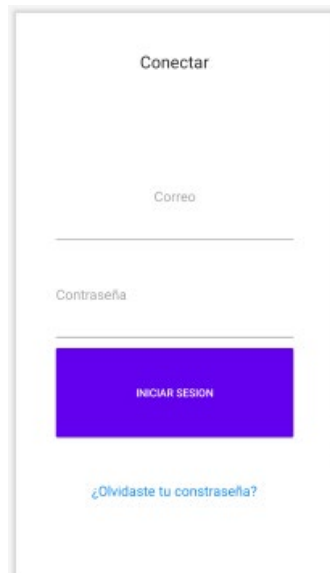 Conectar
Correo
Contraseña
INICIAR SESION
¿Olvidaste tu constraseña?